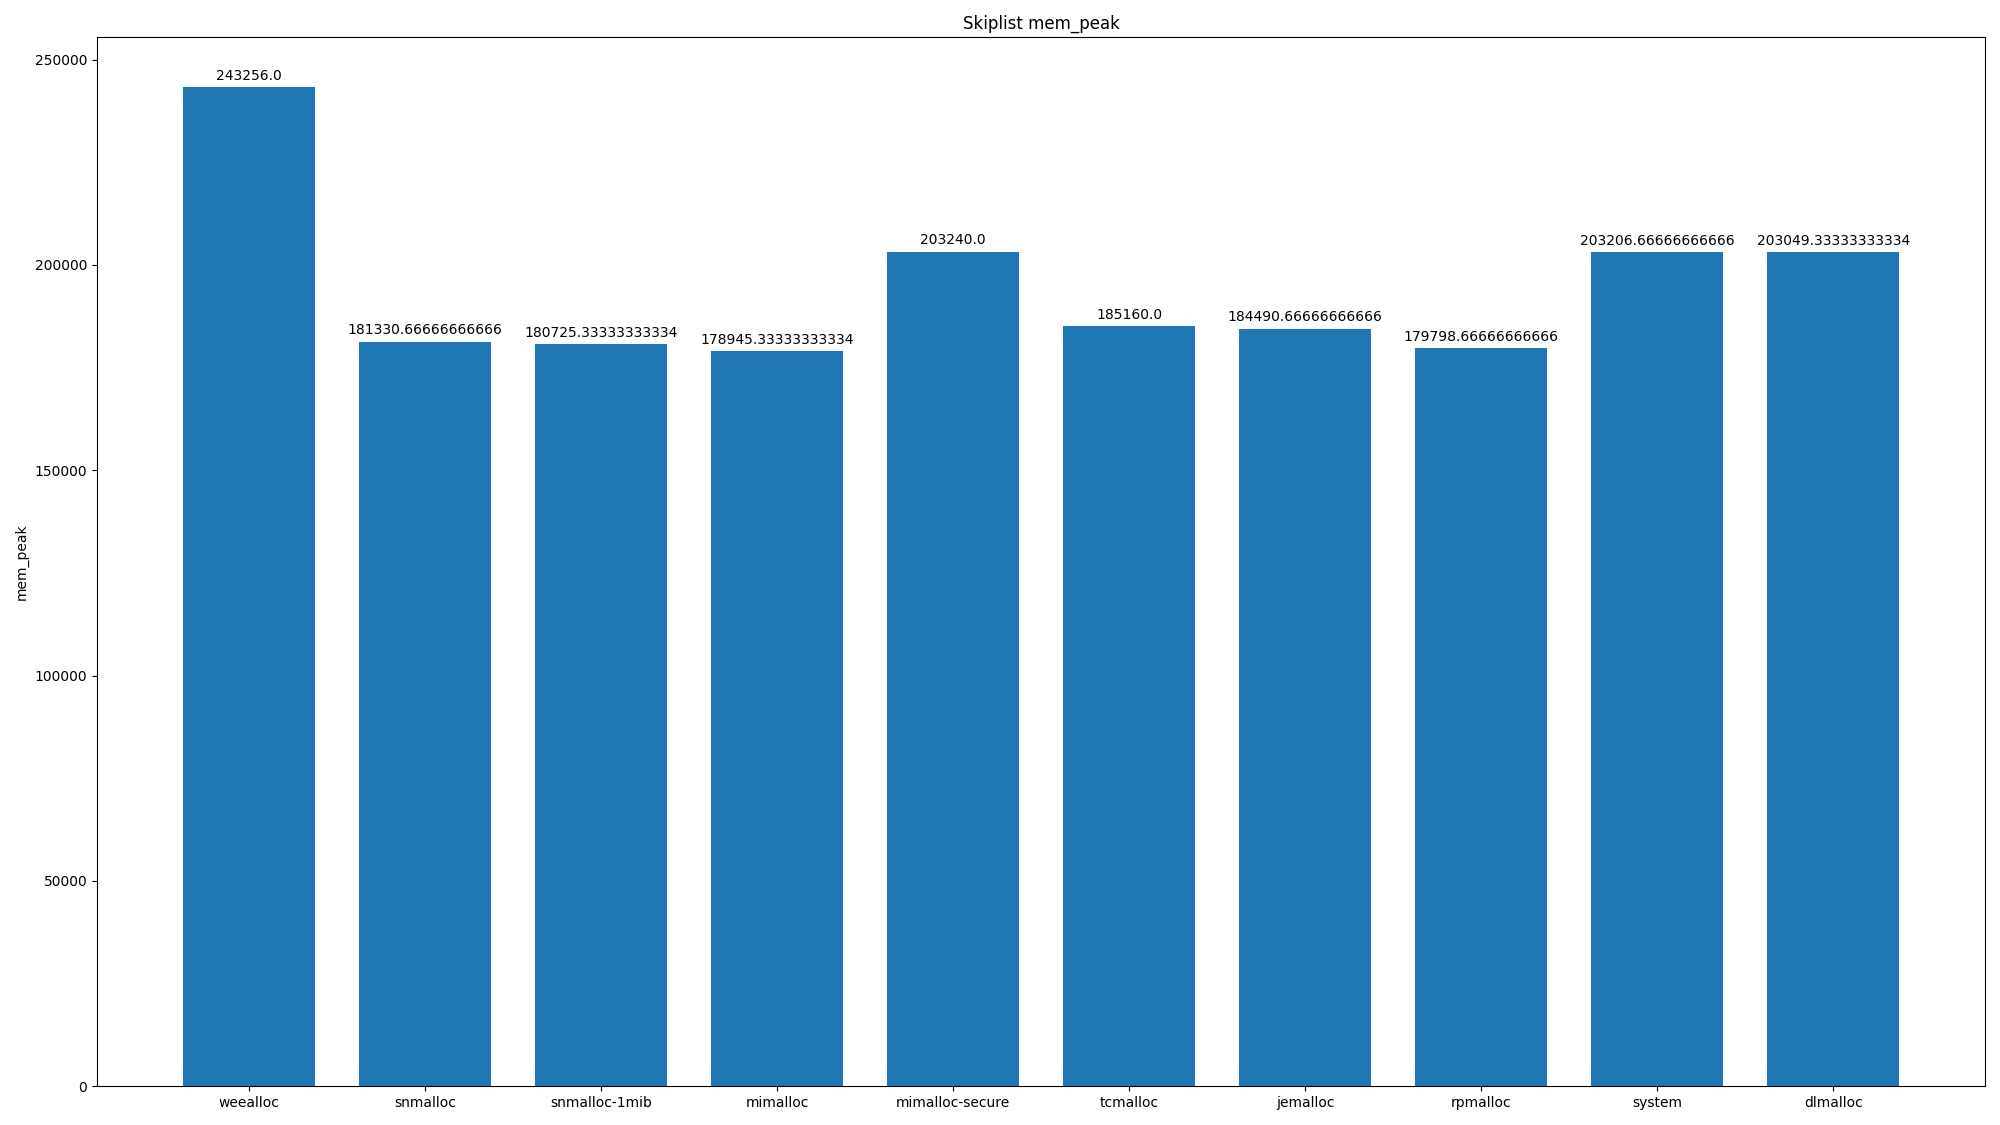 Skiplist mem_peak
250000
200000
150000
100000
50000
0
mem_peak
243256.0
181330.66666666666
180725.33333333334
178945.33333333334
203240.0
185160.0
184490.66666666666
179798.66666666666
203206.66666666666
203049.33333333334
weealloc
snmalloc
snmalloc-1mib
mimalloc
mimalloc-secure
tcmalloc
jemalloc
rpmalloc
system
dlmalloc